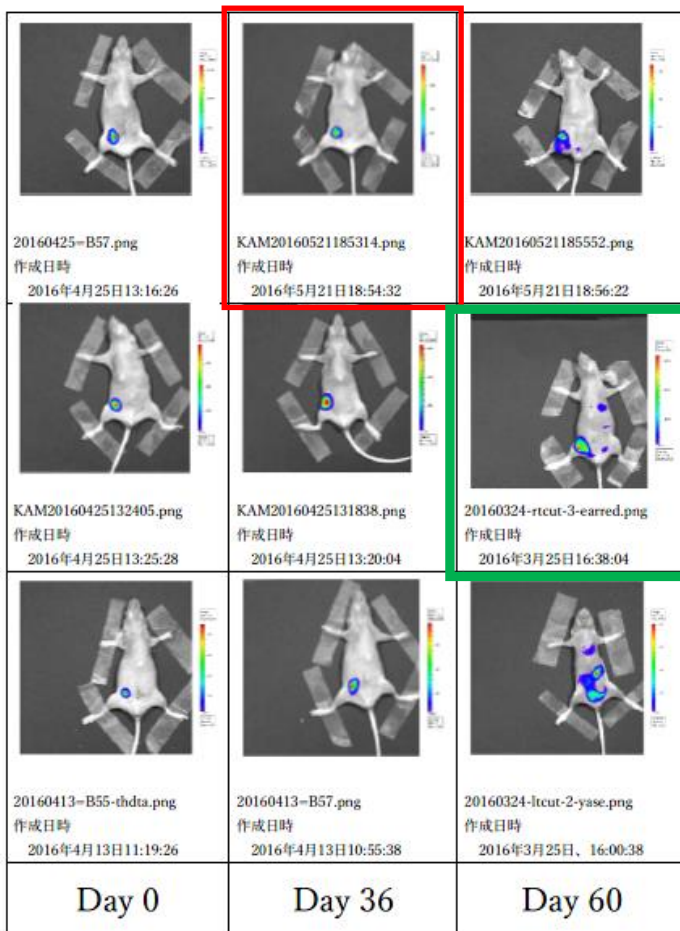 20160425=B57.png
作成日時
2016年4月25日13:16:26
KAM20160521185314.png
作成日時
2016年5月21日18:54:32
KAM20160521185552.png
作成日時
2016年5月21日18:56:22
KAM20160425132405.png
作成日時
2016年4月25日13:25:28
KAM20160425131838.png
作成日時
2016年4月25日13:20:04
20160324-rtcut-3-earred.png
作成日時
2016年3月25日16:38:04
20160413=B55-thdta.png
作成日時
2016年4月13日11:19:26
20160413=B57.png
作成日時
2016年4月13日10:55:38
20160324-ltcut-2-yase.png
作成日時
2016年3月25日、16:00:38
Day 0
Day 36
Day 60